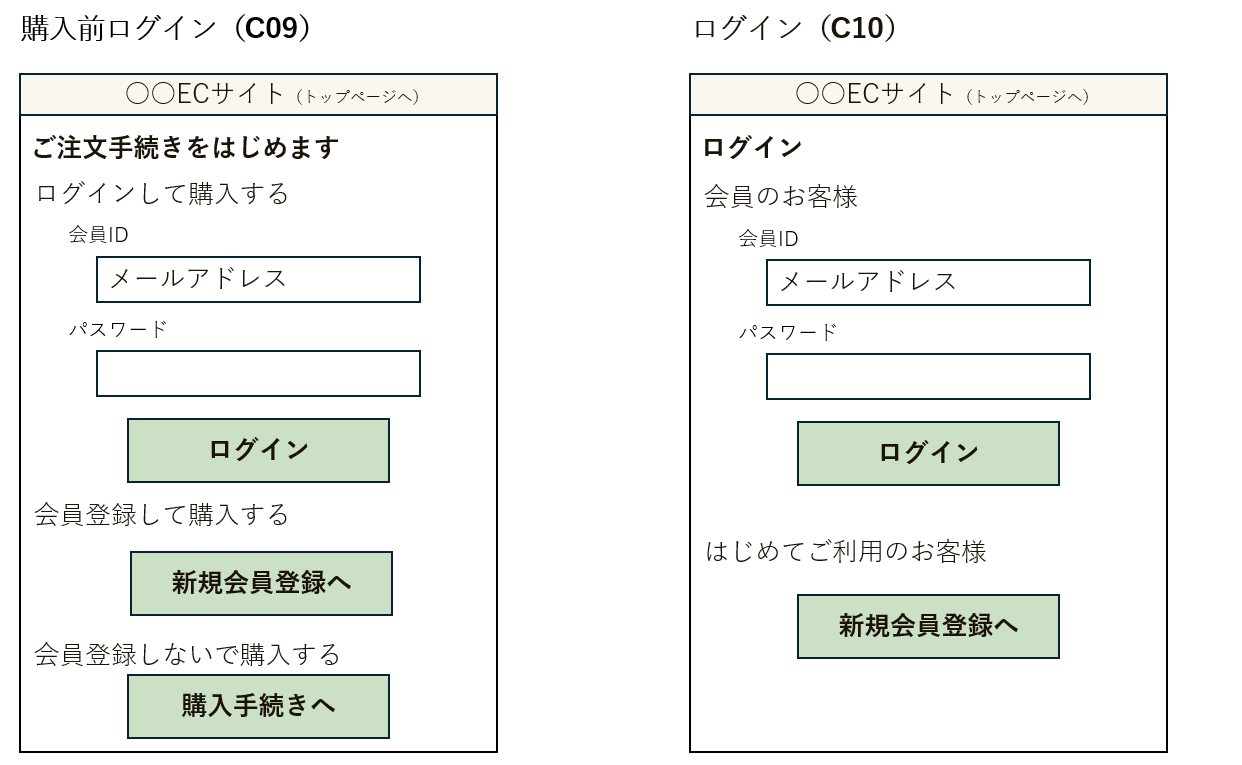 購入前ログイン（C09）
〇〇ECサイト（トップページへ）
ご注文手続きをはじめます
ログインして購入する
会員ID
メールアドレス
パスワード
ログイン
会員登録して購入する
新規会員登録へ
会員登録しないで購入する
購入手続きへ
ログイン（C10）
〇〇ECサイト（トップページへ）
ログイン
会員のお客様
会員ID
メールアドレス
パスワード
ログイン
はじめてご利用のお客様
新規会員登録へ